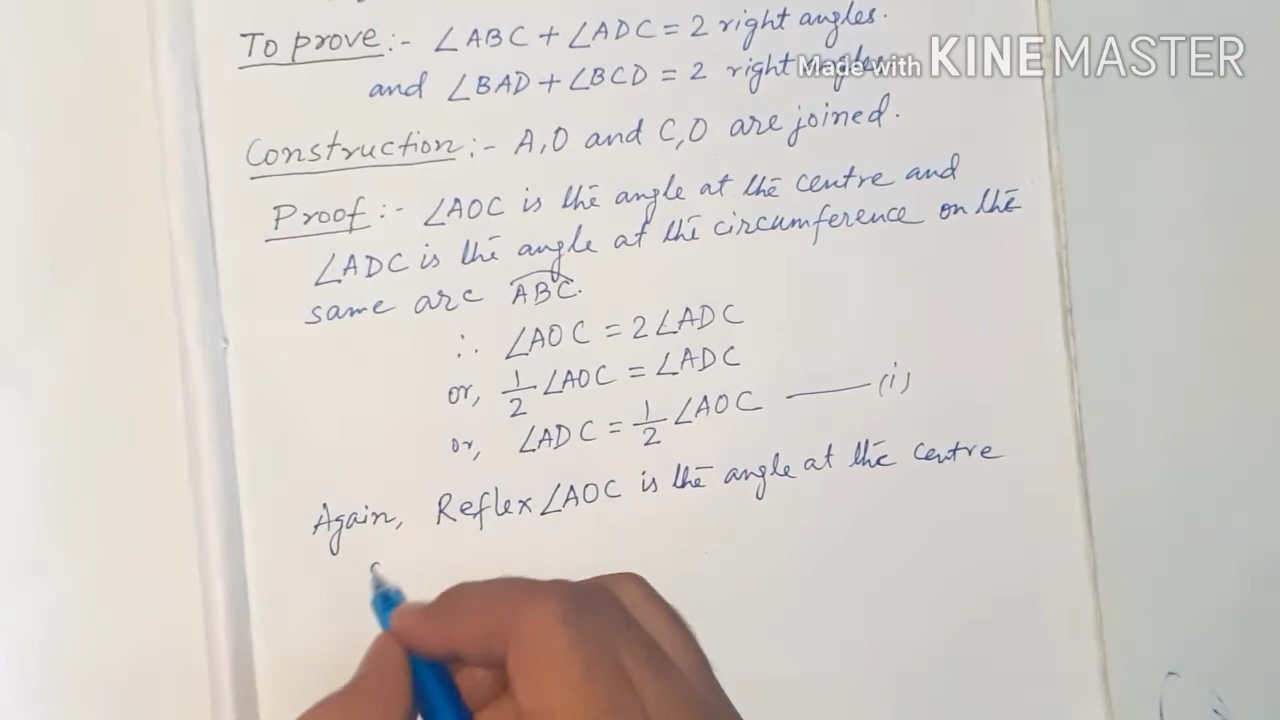 To prove:- ∠ABC + ∠ADC = 2 right angles.
Made with KINEMASTER
and ∠BAD + ∠BCD = 2 right angles
Construction:- A,O and C,O are joined.
Proof:- ∠AOC is the angle at the centre and
∠ADC is the angle at the circumference on the
same arc ABC.
∴ ∠AOC = 2∠ADC
or, 1/2 ∠AOC = ∠ADC
or, ∠ADC = 1/2 ∠AOC —— (i)
Again, Reflex ∠AOC is the angle at the centre